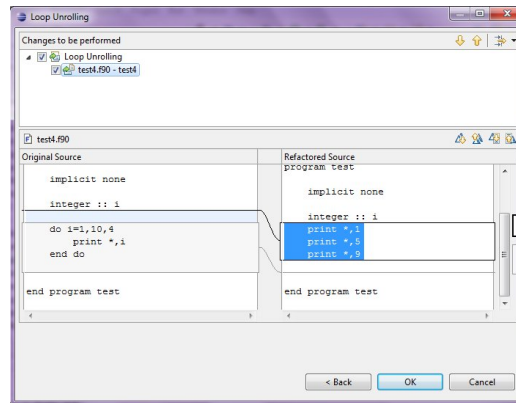 Loop Unrolling
Changes to be performed
Loop Unrolling
test4.f90 - test4
test4.f90
Original Source
Refactored Source
implicit none
integer :: i
do i=1,10,4
print *,i
end do
end program test
program test
implicit none
integer :: i
print *,1
print *,5
print *,9
end program test
< Back
OK
Cancel